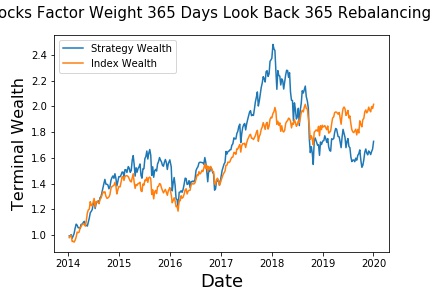 ocks Factor Weight 365 Days Look Back 365 Rebalancing
Strategy Wealth
Index Wealth
Terminal Wealth
2.4
2.2
2.0
1.8
1.6
1.4
1.2
1.0
2014 2015 2016 2017 2018 2019 2020
Date